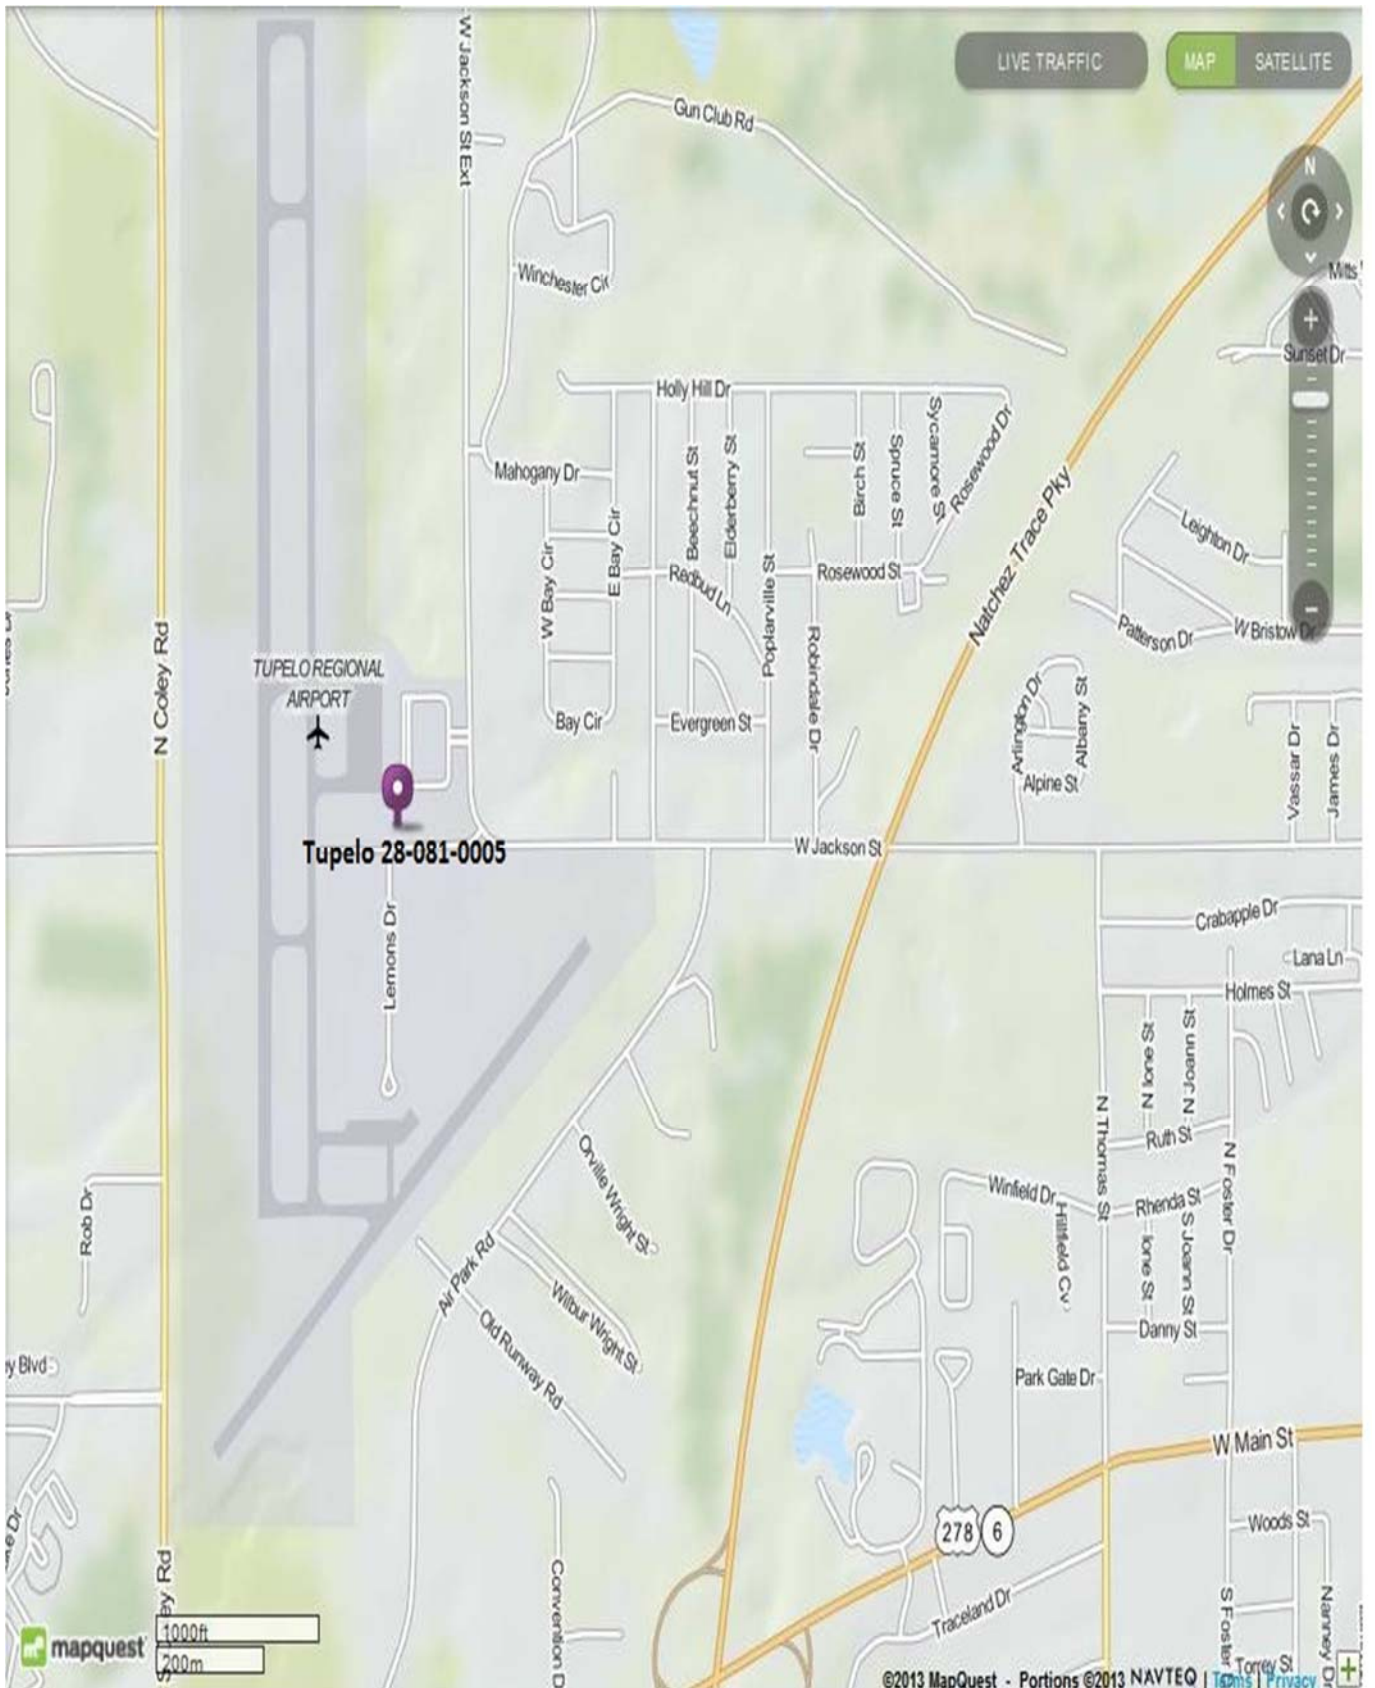 LIVE TRAFFIC
MAP
SATELLITE
W Jackson St Ext
Gun Club Rd
N
Winchester Cir
Sunset Dr
Holly Hill Dr
Mahogany Dr
Beechnut St
Elderberry St
Birch St
Spruce St
Sycamore St
Rosewood Dr
Natchez Trace Pky
Leighton Dr
W Bay Cir
E Bay Cir
Redbud Ln
Poplarville St
Rosewood St
Robindale Dr
Patterson Dr
W Bristow Dr
N Coley Rd
TUPELO REGIONAL
AIRPORT
Bay Cir
Evergreen St
Arlington Dr
Albany St
Alpine St
Vassar Dr
James Dr
Tupelo 28-081-0005
W Jackson St
Lemons Dr
Crabapple Dr
Lana Ln
Holmes St
N Ione St
N Joann St
N Thomas St
Ruth St
N Foster Dr
Orville Wright St
Winfield Dr
Hillfield Cv
Rhenda St
S Joann St
Ione St
Rob Dr
Air Park Rd
Wilbur Wright St
Old Runway Rd
Danny St
Park Gate Dr
y Blvd
W Main St
278
6
Woods St
Traceland Dr
Convention D
S Foster
Nanney Dr
Torrey St
mapquest
1000ft
200m
©2013 MapQuest - Portions ©2013 NAVTEQ | Terms | Privacy